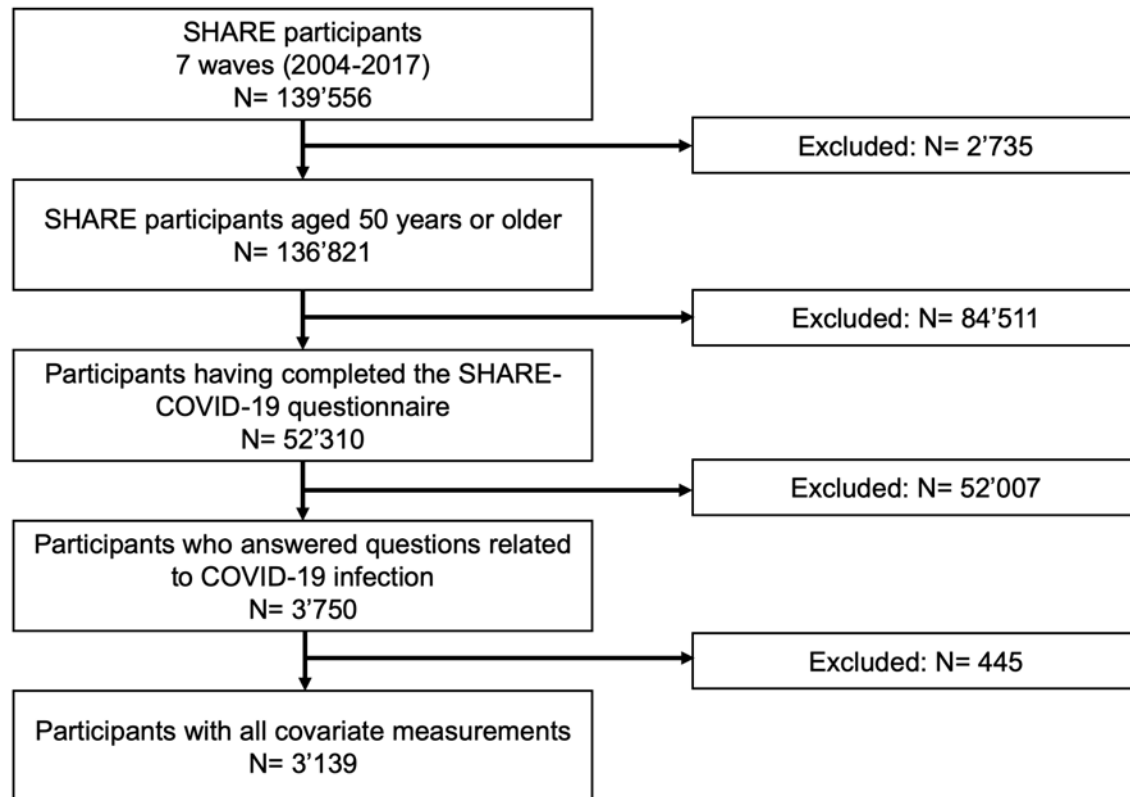 SHARE participants
7 waves (2004-2017)
N= 139'556
Excluded: N= 2'735
SHARE participants aged 50 years or older
N= 136'821
Excluded: N= 84'511
Participants having completed the SHARE-
COVID-19 questionnaire
N= 52'310
Excluded: N= 52'007
Participants who answered questions related
to COVID-19 infection
N= 3'750
Excluded: N= 445
Participants with all covariate measurements
N= 3'139